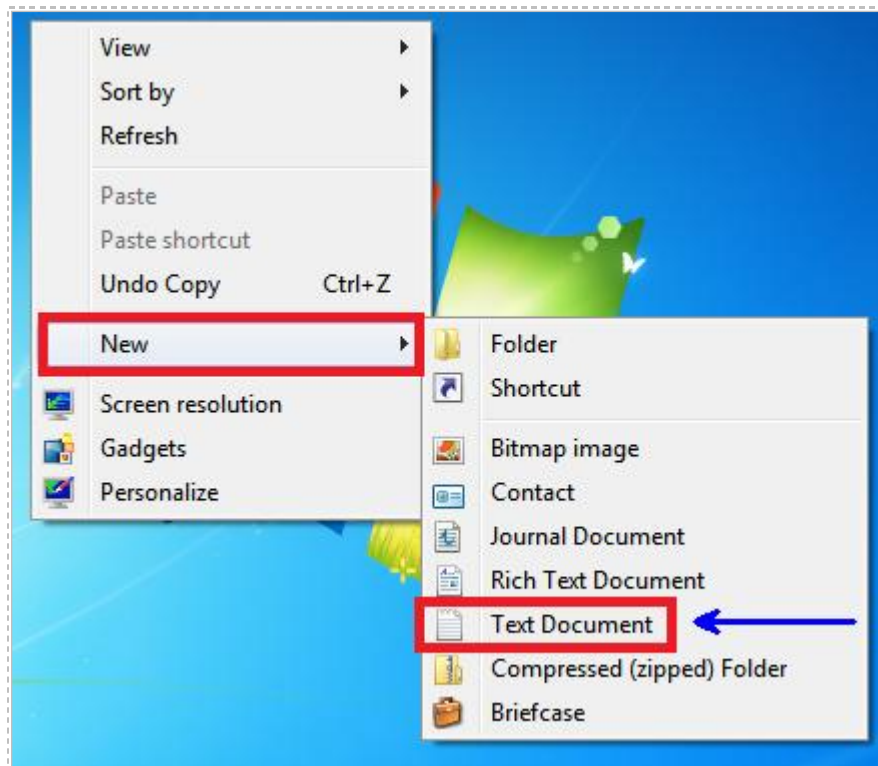 View
Sort by
Refresh
Paste
Paste shortcut
Undo Copy Ctrl+Z
New
Screen resolution
Gadgets
Personalize
Folder
Shortcut
Bitmap image
Contact
Journal Document
Rich Text Document
Text Document
Compressed (zipped) Folder
Briefcase